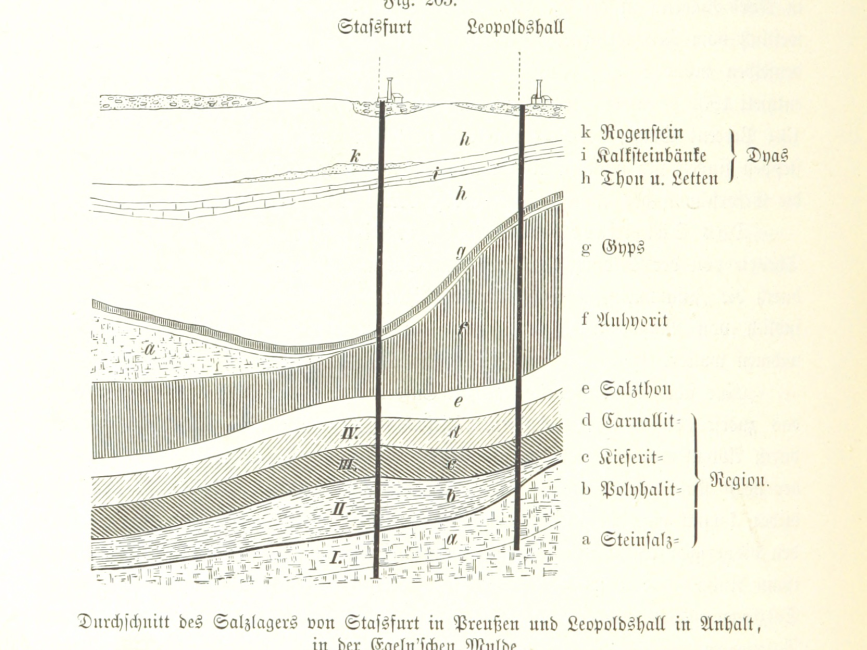 Fig. 265.
Staſsfurt Leopoldshall
k Rogenſtein
i Kalkſteinbänke
h Thon u. Letten
Dyas
g Gyps
f Anhydrit
e Salzthon
d Carnallit=
c Kieſerit=
b Polyhalit=
a Steinſalz=
Region.
h
k
i
h
g
a
f
e
IV. d
III. c
II. b
I. a
Durchſchnitt des Salzlagers von Staſsfurt in Preußen und Leopoldshall in Anhalt,
in der Egeln'ſchen Mulde.